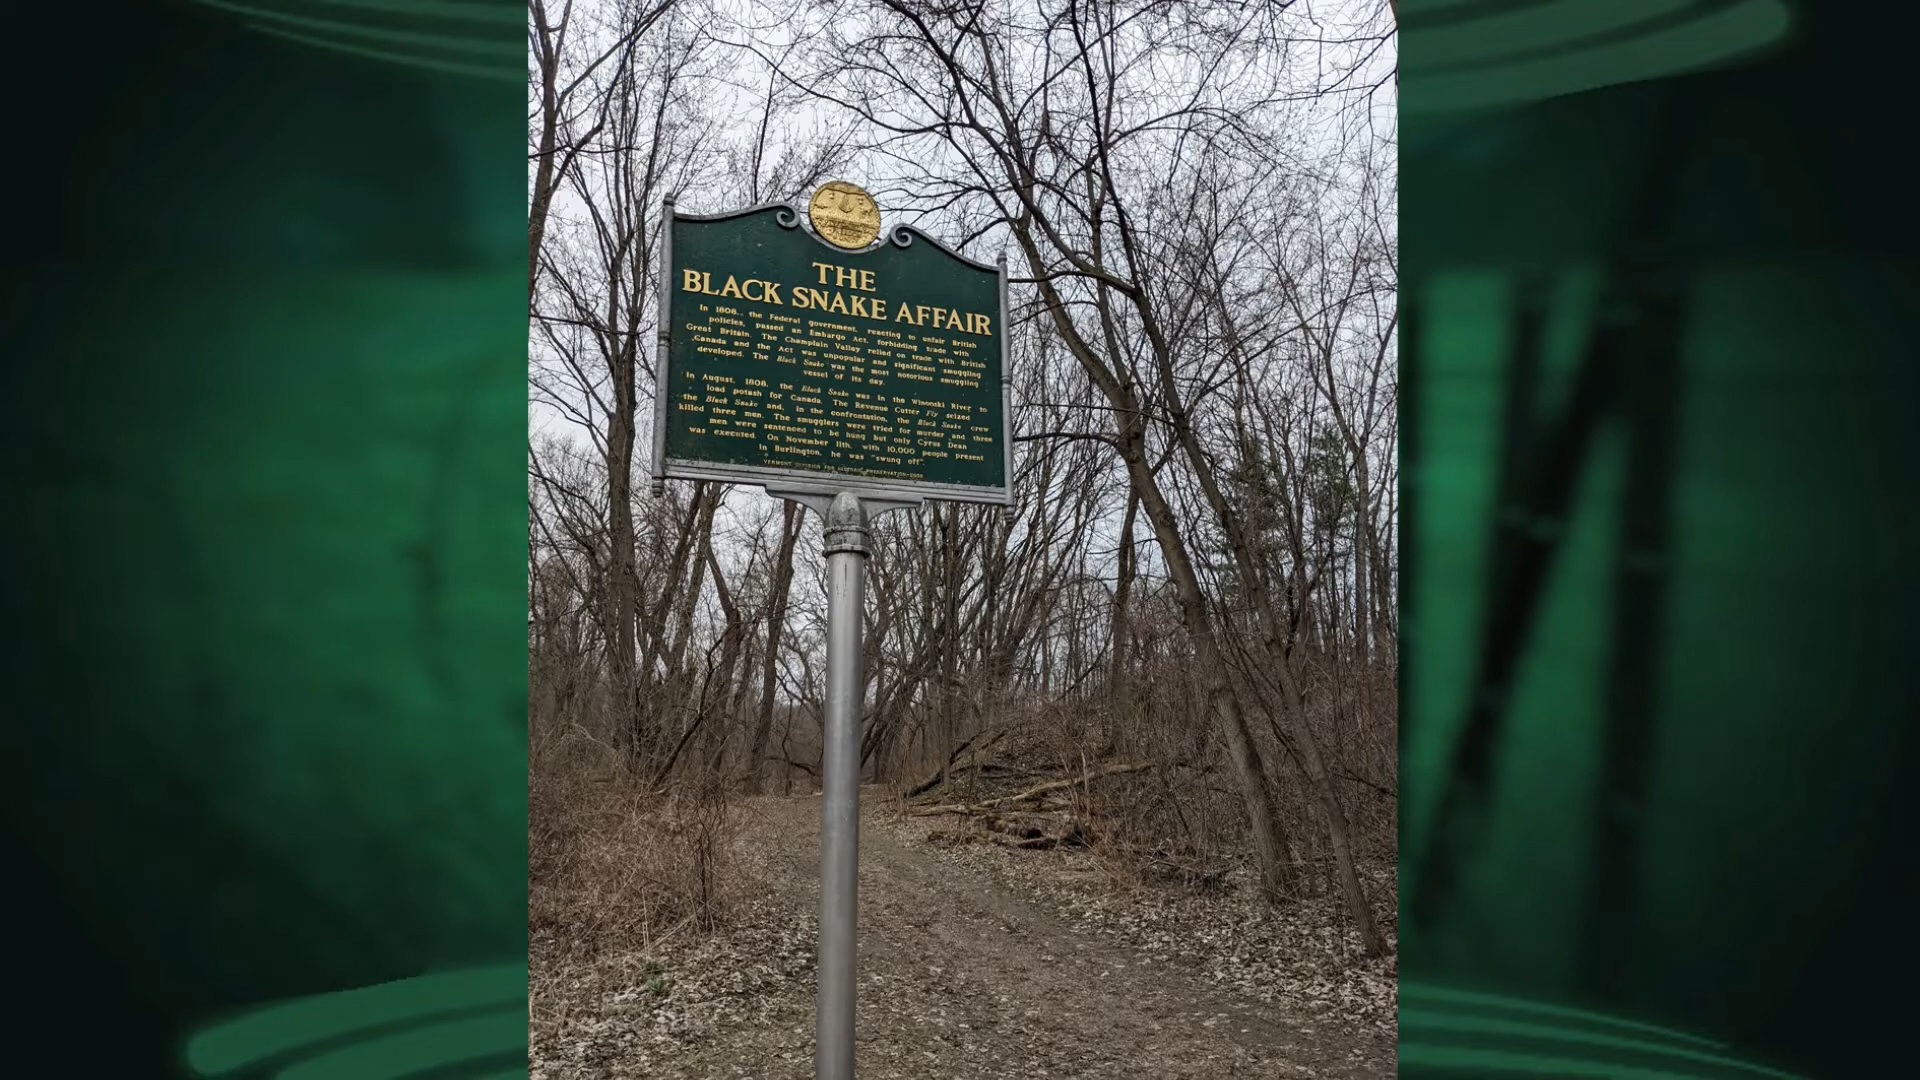 THE
BLACK SNAKE AFFAIR
In 1808, the Federal government, reacting to unfair British
policies, passed an Embargo Act, forbidding trade with
Great Britain. The Champlain Valley relied on trade with British
Canada and the Act was unpopular and significant smuggling
developed. The Black Snake was the most notorious smuggling
vessel of its day.
In August, 1808, the Black Snake was in the Winooski River to
load potash for Canada. The Revenue Cutter Fly seized
the Black Snake and, in the confrontation, the Black Snake crew
killed three men. The smugglers were tried for murder and three
men were sentenced to be hung but only Cyrus Dean
was executed. On November 11th, with 10,000 people present
in Burlington, he was "swung off".
VERMONT DIVISION FOR HISTORIC PRESERVATION